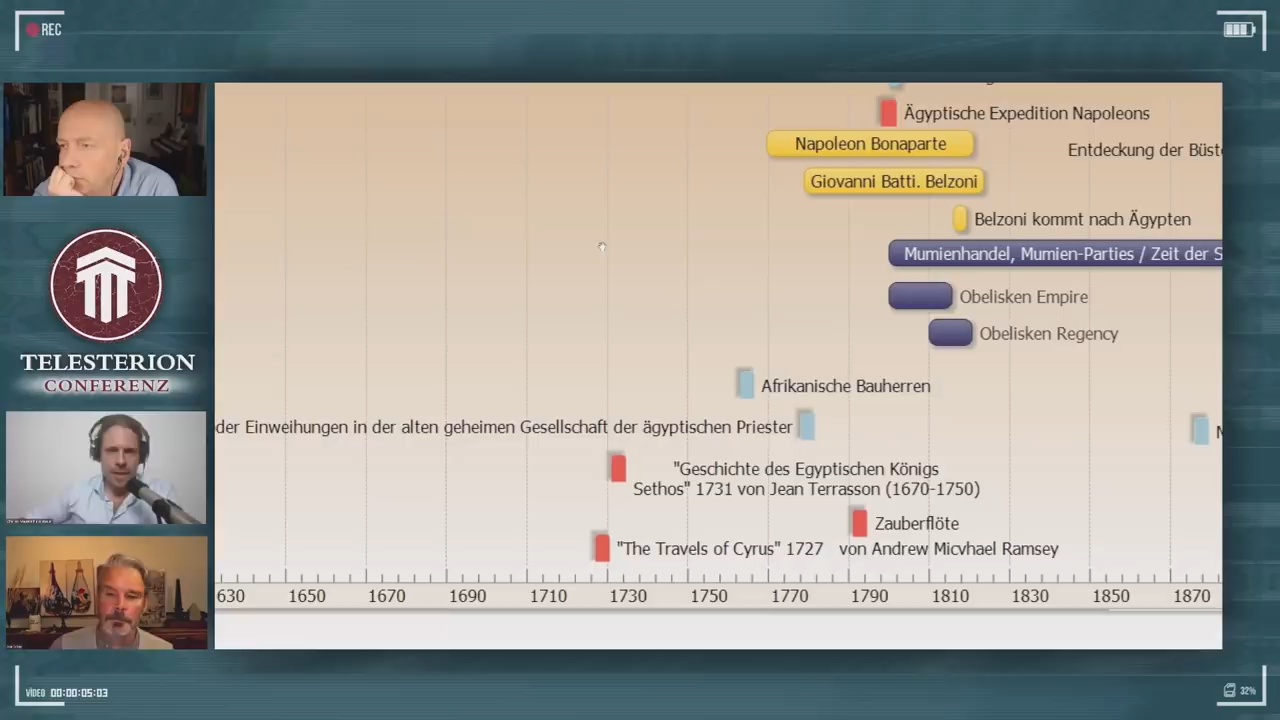 REC
Ägyptische Expedition Napoleons
Napoleon Bonaparte
Entdeckung der Büst
Giovanni Batti. Belzoni
Belzoni kommt nach Ägypten
Mumienhandel, Mumien-Parties / Zeit der S
Obelisken Empire
Obelisken Regency
TELESTERION
CONFERENZ
Afrikanische Bauherren
der Einweihungen in der alten geheimen Gesellschaft der ägyptischen Priester
"Geschichte des Egyptischen Königs
Sethos" 1731 von Jean Terrasson (1670-1750)
Zauberflöte
"The Travels of Cyrus" 1727 von Andrew Micvhael Ramsey
630 1650 1670 1690 1710 1730 1750 1770 1790 1810 1830 1850 1870
VÍDEO 00:00:05:03
32%